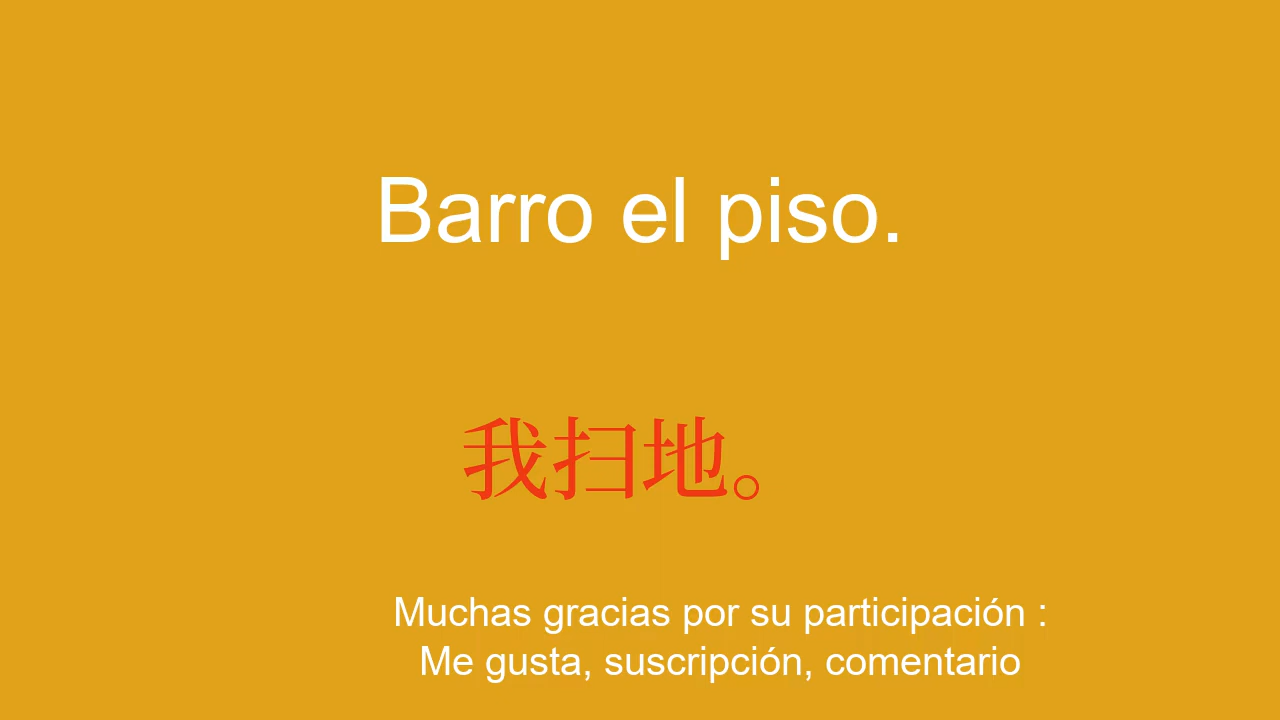 Barro el piso.
我扫地。
Muchas gracias por su participación :
Me gusta, suscripción, comentario